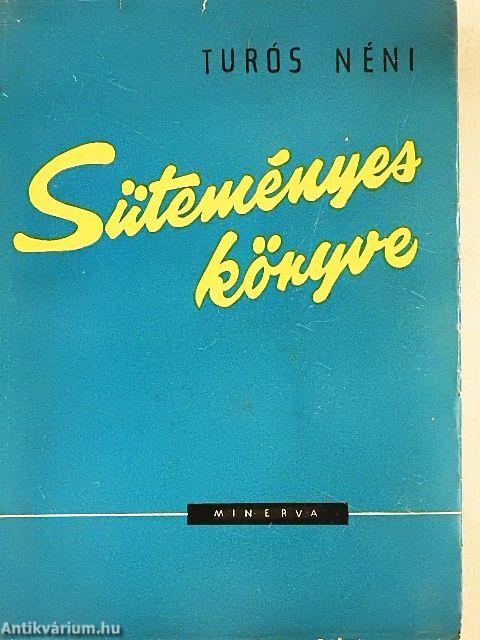 TURÓS NÉNI
Süteményes
könyve
MINERVA
Antikvárium.hu